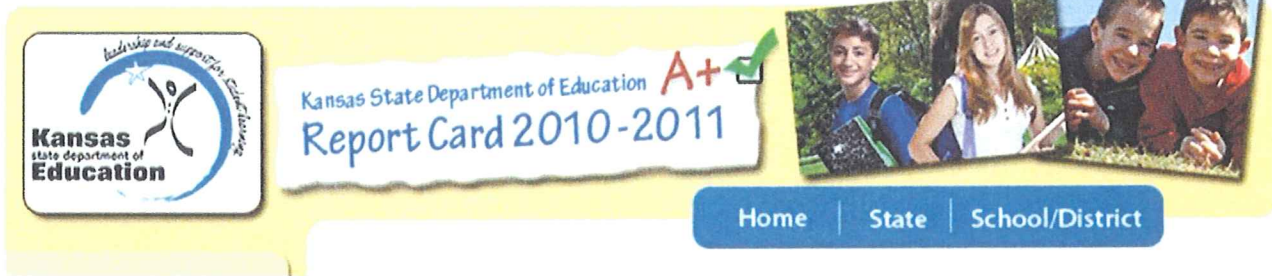 leadership and support for student learning
Kansas
state department of
Education
Kansas State Department of Education A+
Report Card 2010-2011
Home
State
School/District